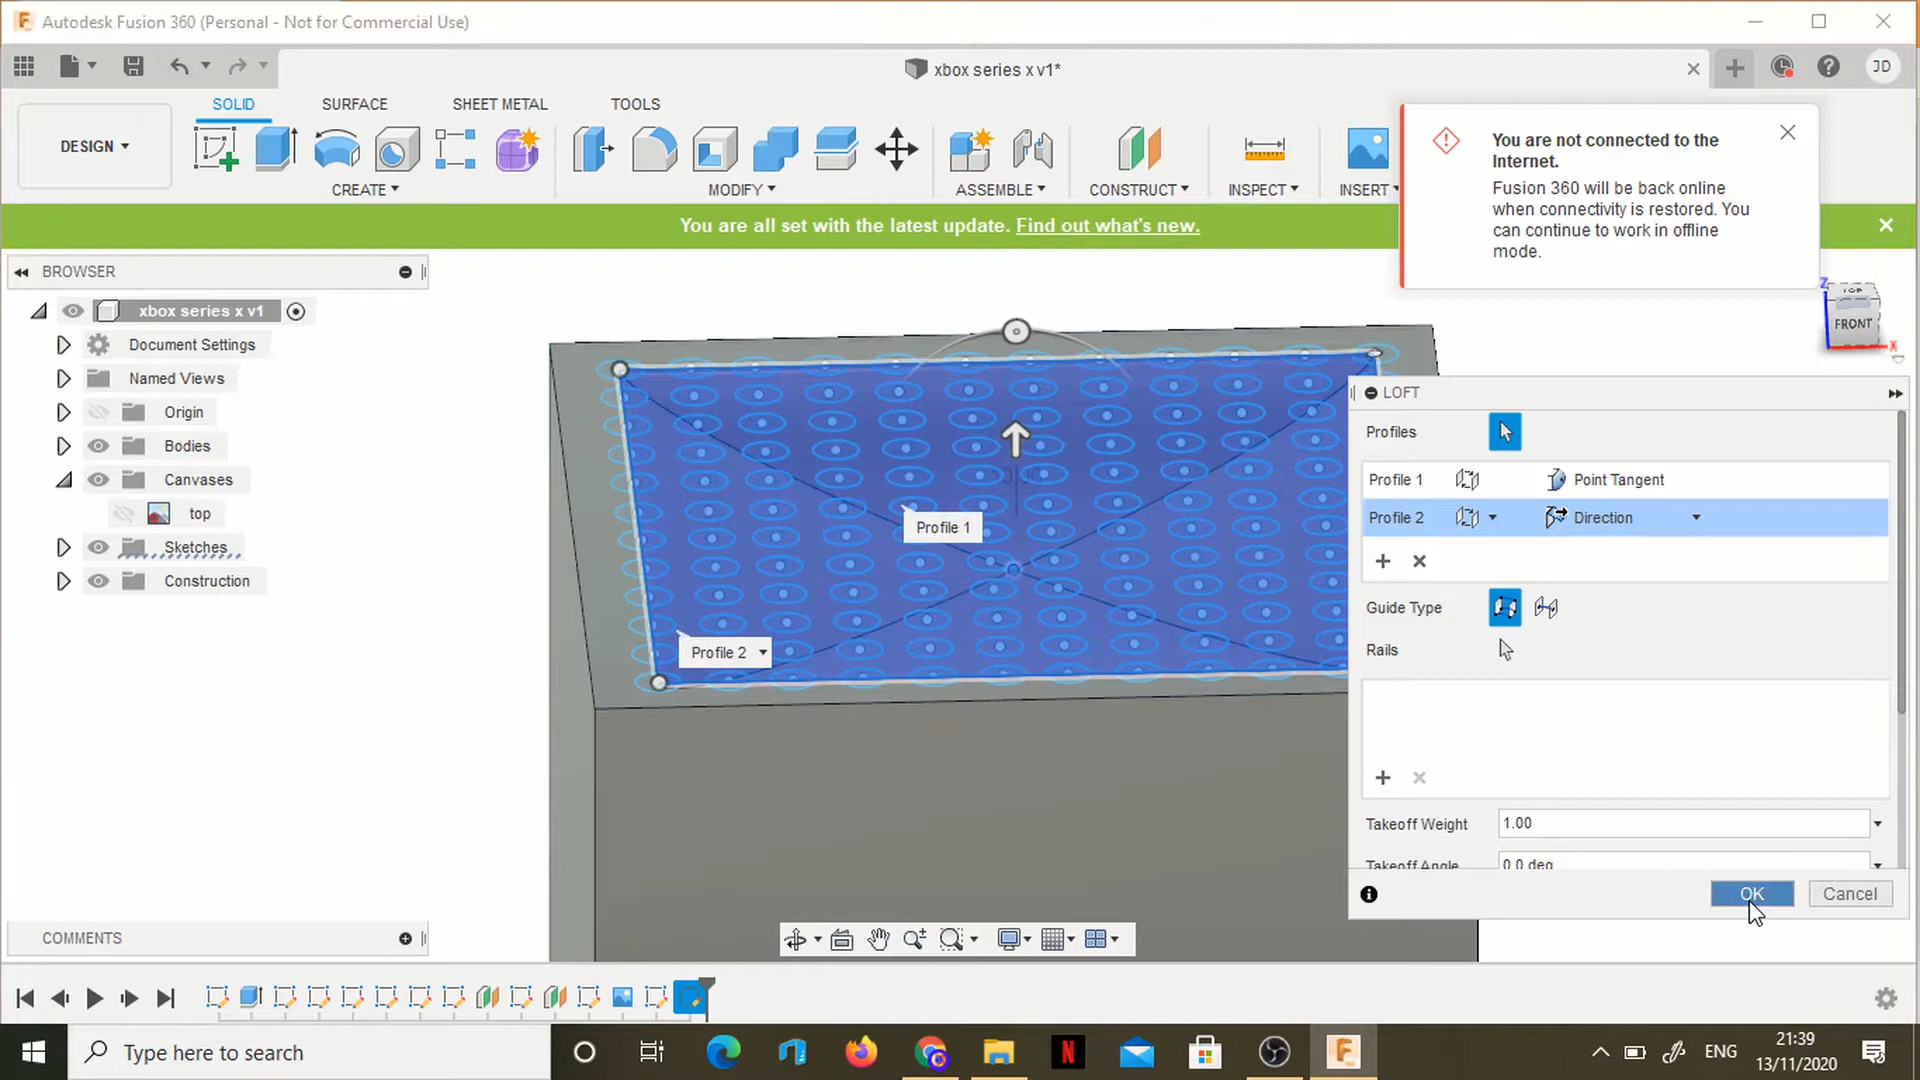 Autodesk Fusion 360 (Personal - Not for Commercial Use)
xbox series x v1*
JD
DESIGN
SOLID
SURFACE
SHEET METAL
TOOLS
CREATE
MODIFY
ASSEMBLE
CONSTRUCT
INSPECT
INSERT
You are not connected to the
Internet.
Fusion 360 will be back online
when connectivity is restored. You
can continue to work in offline
mode.
You are all set with the latest update. Find out what's new.
BROWSER
xbox series x v1
Document Settings
Named Views
Origin
Bodies
Canvases
top
Sketches
Construction
Z
TOP
FRONT
X
Profile 1
Profile 2
LOFT
Profiles
Profile 1
Point Tangent
Profile 2
Direction
Guide Type
Rails
Takeoff Weight
1.00
Takeoff Angle
0.0 deg
OK
Cancel
COMMENTS
Type here to search
ENG
21:39
13/11/2020